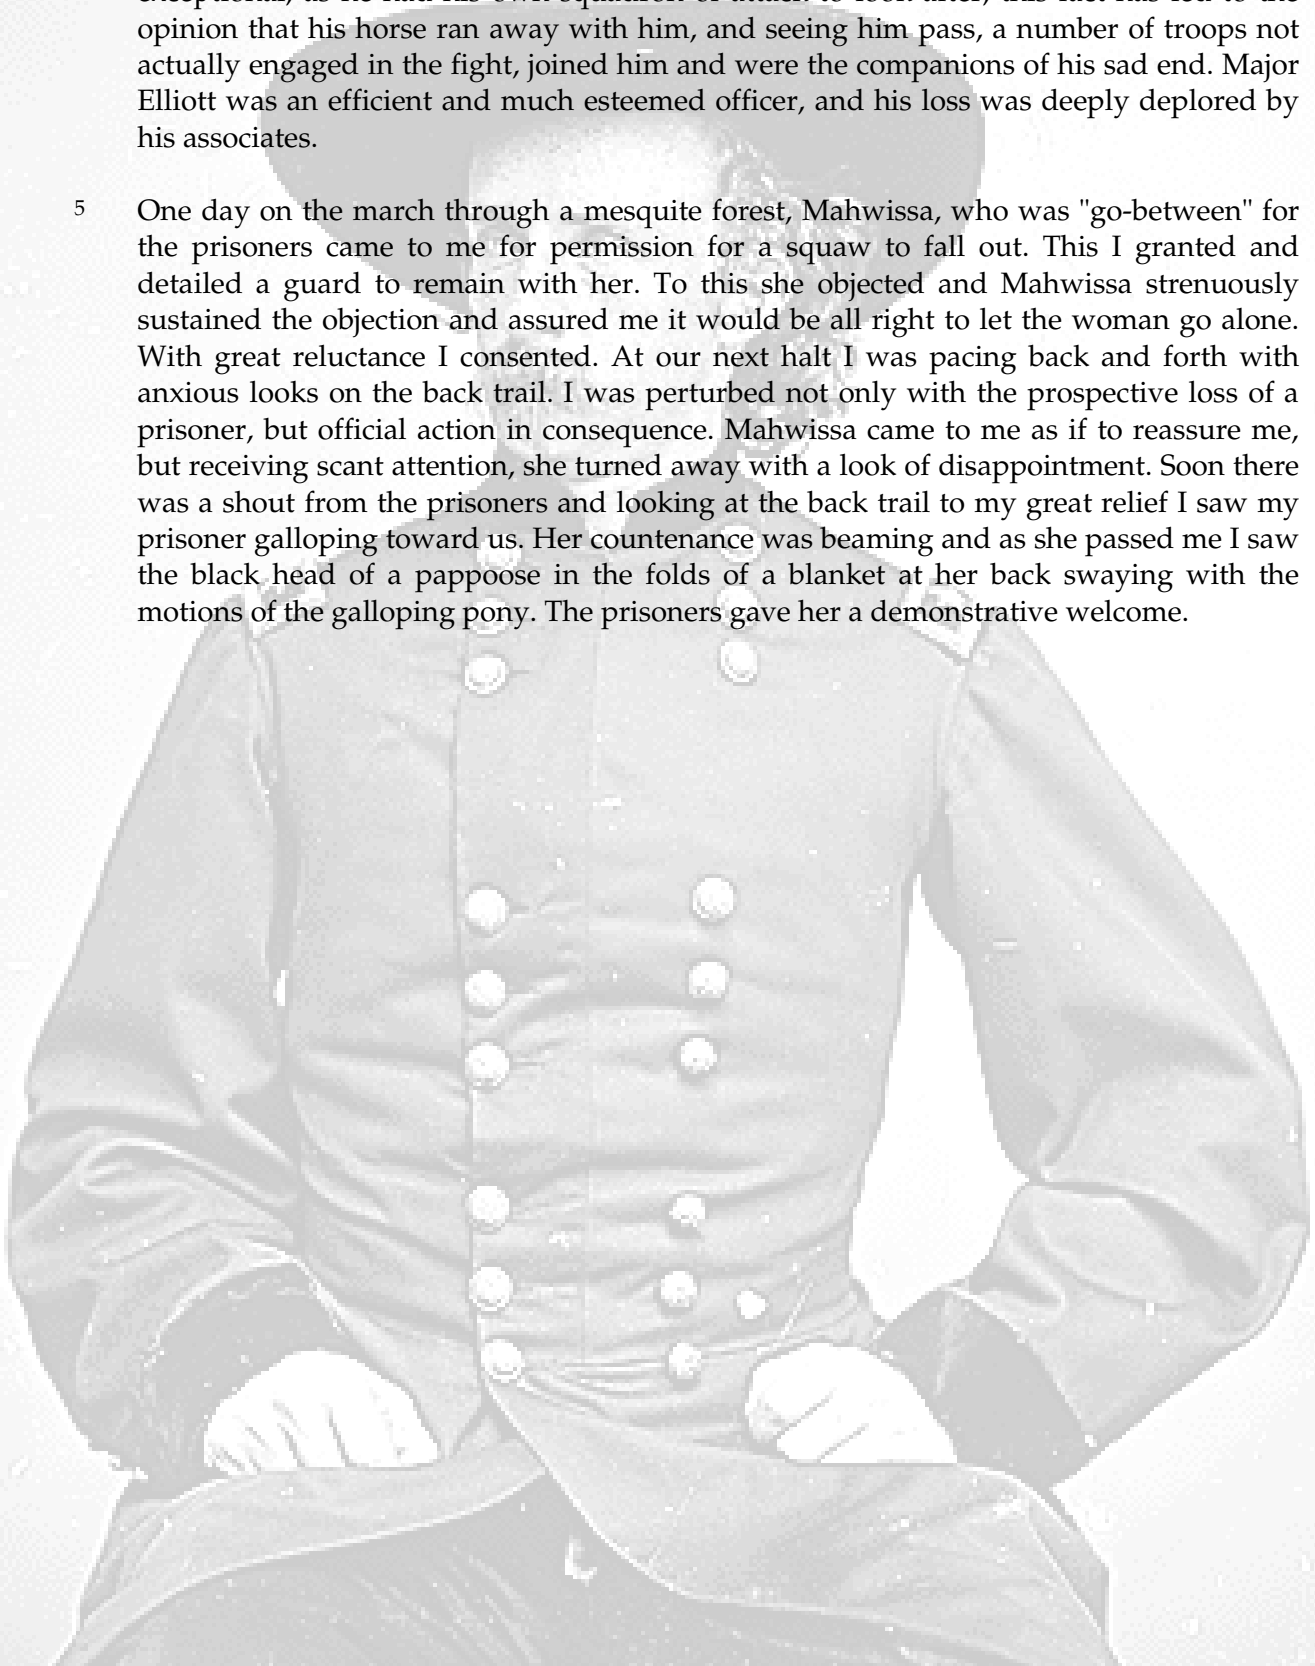 opinion that his horse ran away with him, and seeing him pass, a number of troops not
actually engaged in the fight, joined him and were the companions of his sad end. Major
Elliott was an efficient and much esteemed officer, and his loss was deeply deplored by
his associates.
5 One day on the march through a mesquite forest, Mahwissa, who was "go-between" for
the prisoners came to me for permission for a squaw to fall out. This I granted and
detailed a guard to remain with her. To this she objected and Mahwissa strenuously
sustained the objection and assured me it would be all right to let the woman go alone.
With great reluctance I consented. At our next halt I was pacing back and forth with
anxious looks on the back trail. I was perturbed not only with the prospective loss of a
prisoner, but official action in consequence. Mahwissa came to me as if to reassure me,
but receiving scant attention, she turned away with a look of disappointment. Soon there
was a shout from the prisoners and looking at the back trail to my great relief I saw my
prisoner galloping toward us. Her countenance was beaming and as she passed me I saw
the black head of a pappoose in the folds of a blanket at her back swaying with the
motions of the galloping pony. The prisoners gave her a demonstrative welcome.